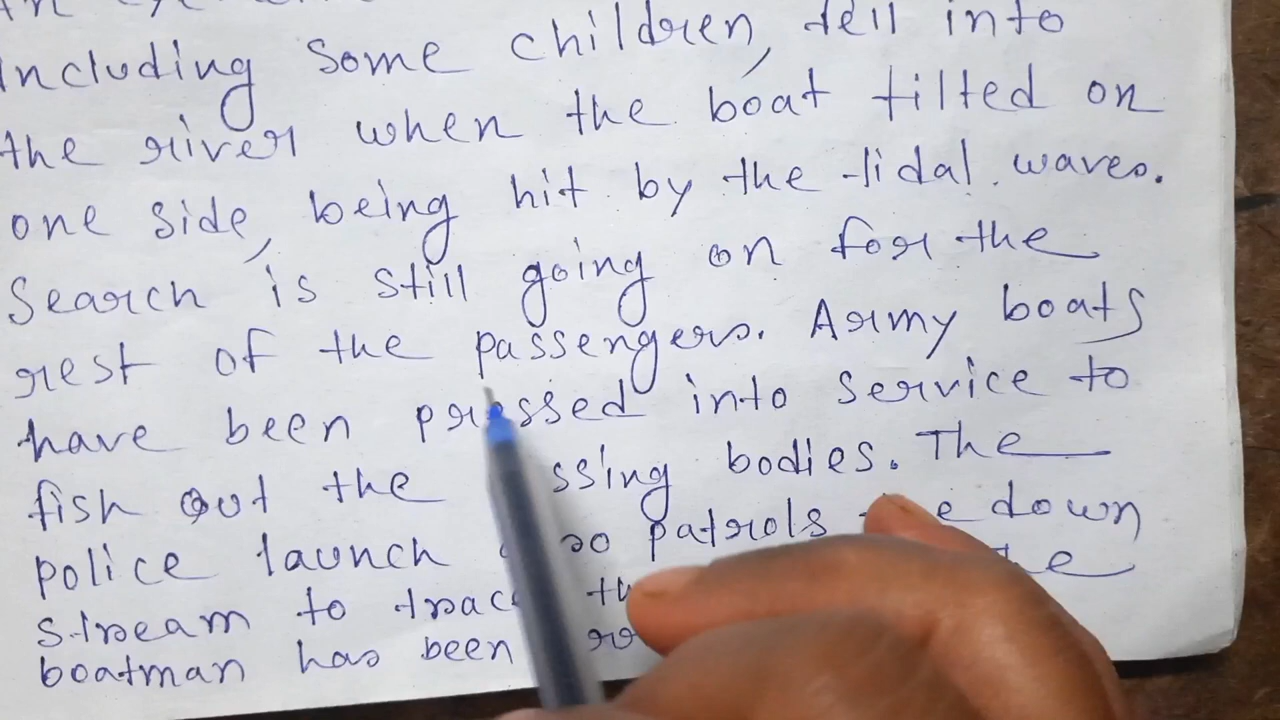 including some children, fell into
the river when the boat tilted on
one side, being hit by the tidal waves.
Search is still going on for the
rest of the passengers. Army boats
have been pressed into service to
fish out the ssing bodies. The
police launch so patrols down
stream to trac
boatman has been